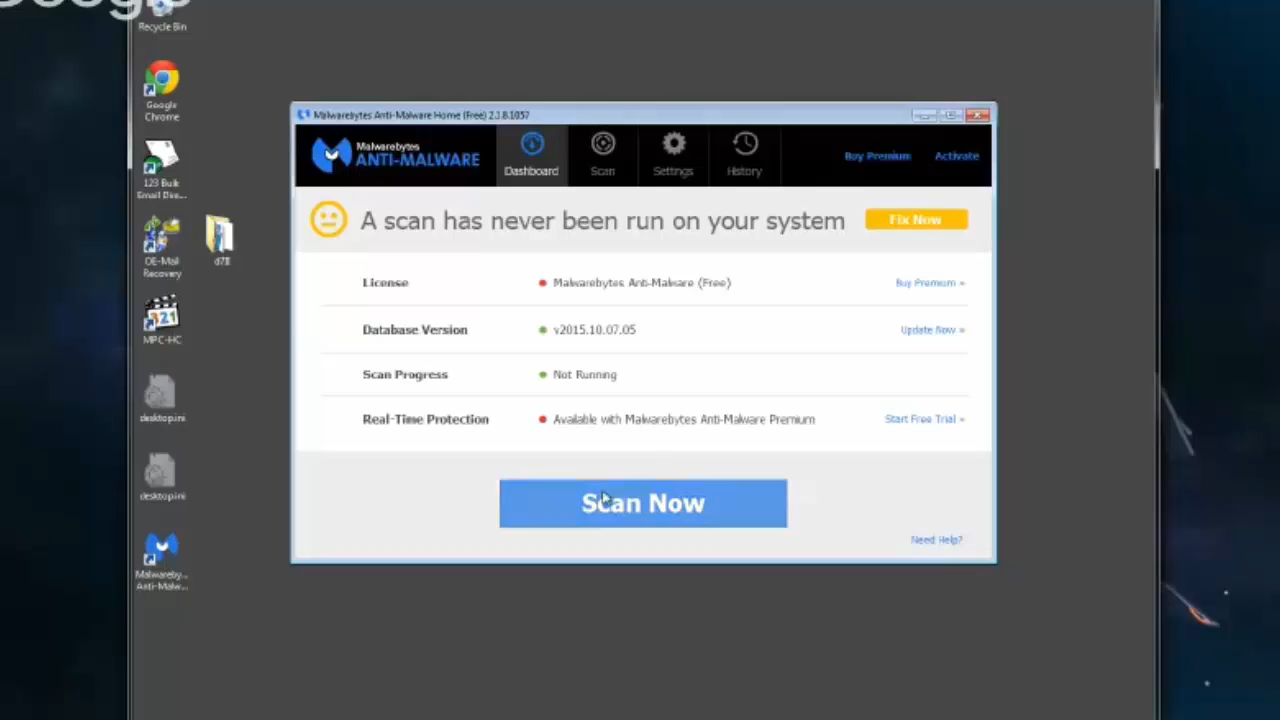 Google
Recycle Bin
Google
Chrome
123 Bulk
Email Dire...
OE-Mail
Recovery
d7II
MPC-HC
desktop.ini
desktop.ini
Malwareby...
Anti-Malw...
Malwarebytes Anti-Malware Home (Free) 2.1.8.1057
Malwarebytes
ANTI-MALWARE
Dashboard
Scan
Settings
History
Buy Premium
Activate
A scan has never been run on your system
Fix Now
License
Malwarebytes Anti-Malware (Free)
Buy Premium »
Database Version
v2015.10.07.05
Update Now »
Scan Progress
Not Running
Real-Time Protection
Available with Malwarebytes Anti-Malware Premium
Start Free Trial »
Scan Now
Need Help?